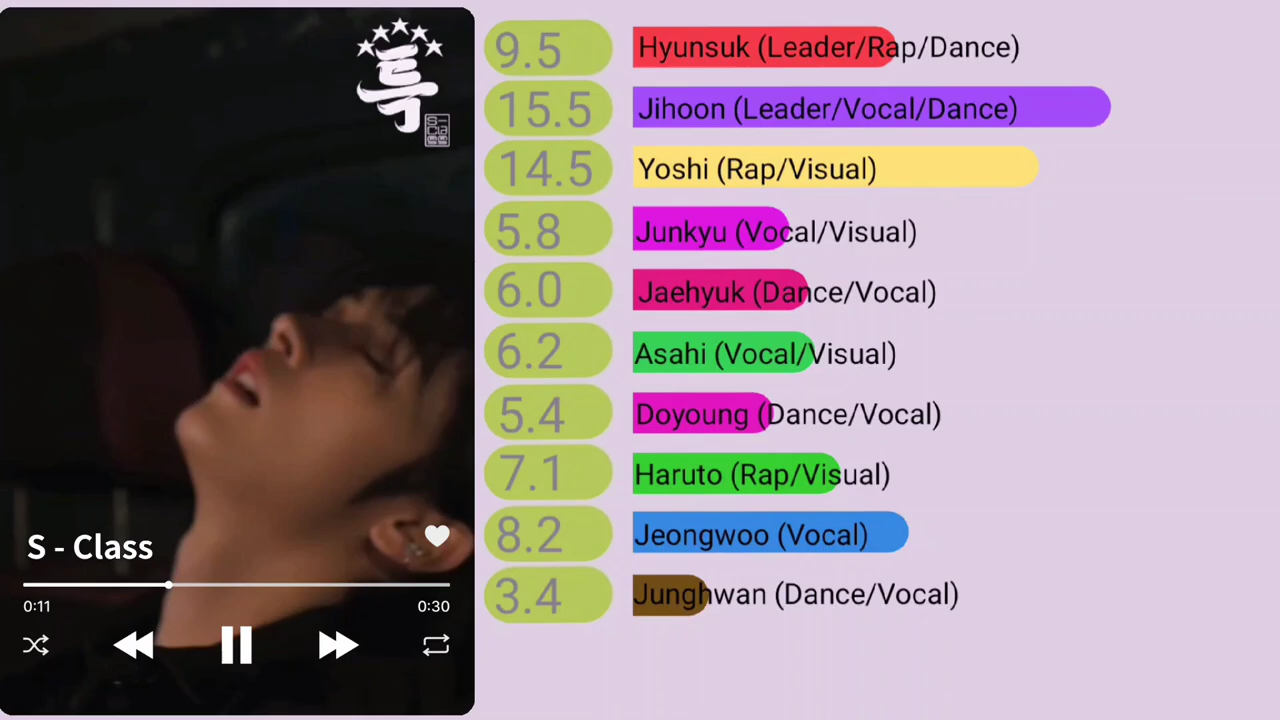 특
S-Class
S - Class
0:11
0:30
9.5 Hyunsuk (Leader/Rap/Dance)
15.5 Jihoon (Leader/Vocal/Dance)
14.5 Yoshi (Rap/Visual)
5.8 Junkyu (Vocal/Visual)
6.0 Jaehyuk (Dance/Vocal)
6.2 Asahi (Vocal/Visual)
5.4 Doyoung (Dance/Vocal)
7.1 Haruto (Rap/Visual)
8.2 Jeongwoo (Vocal)
3.4 Junghwan (Dance/Vocal)